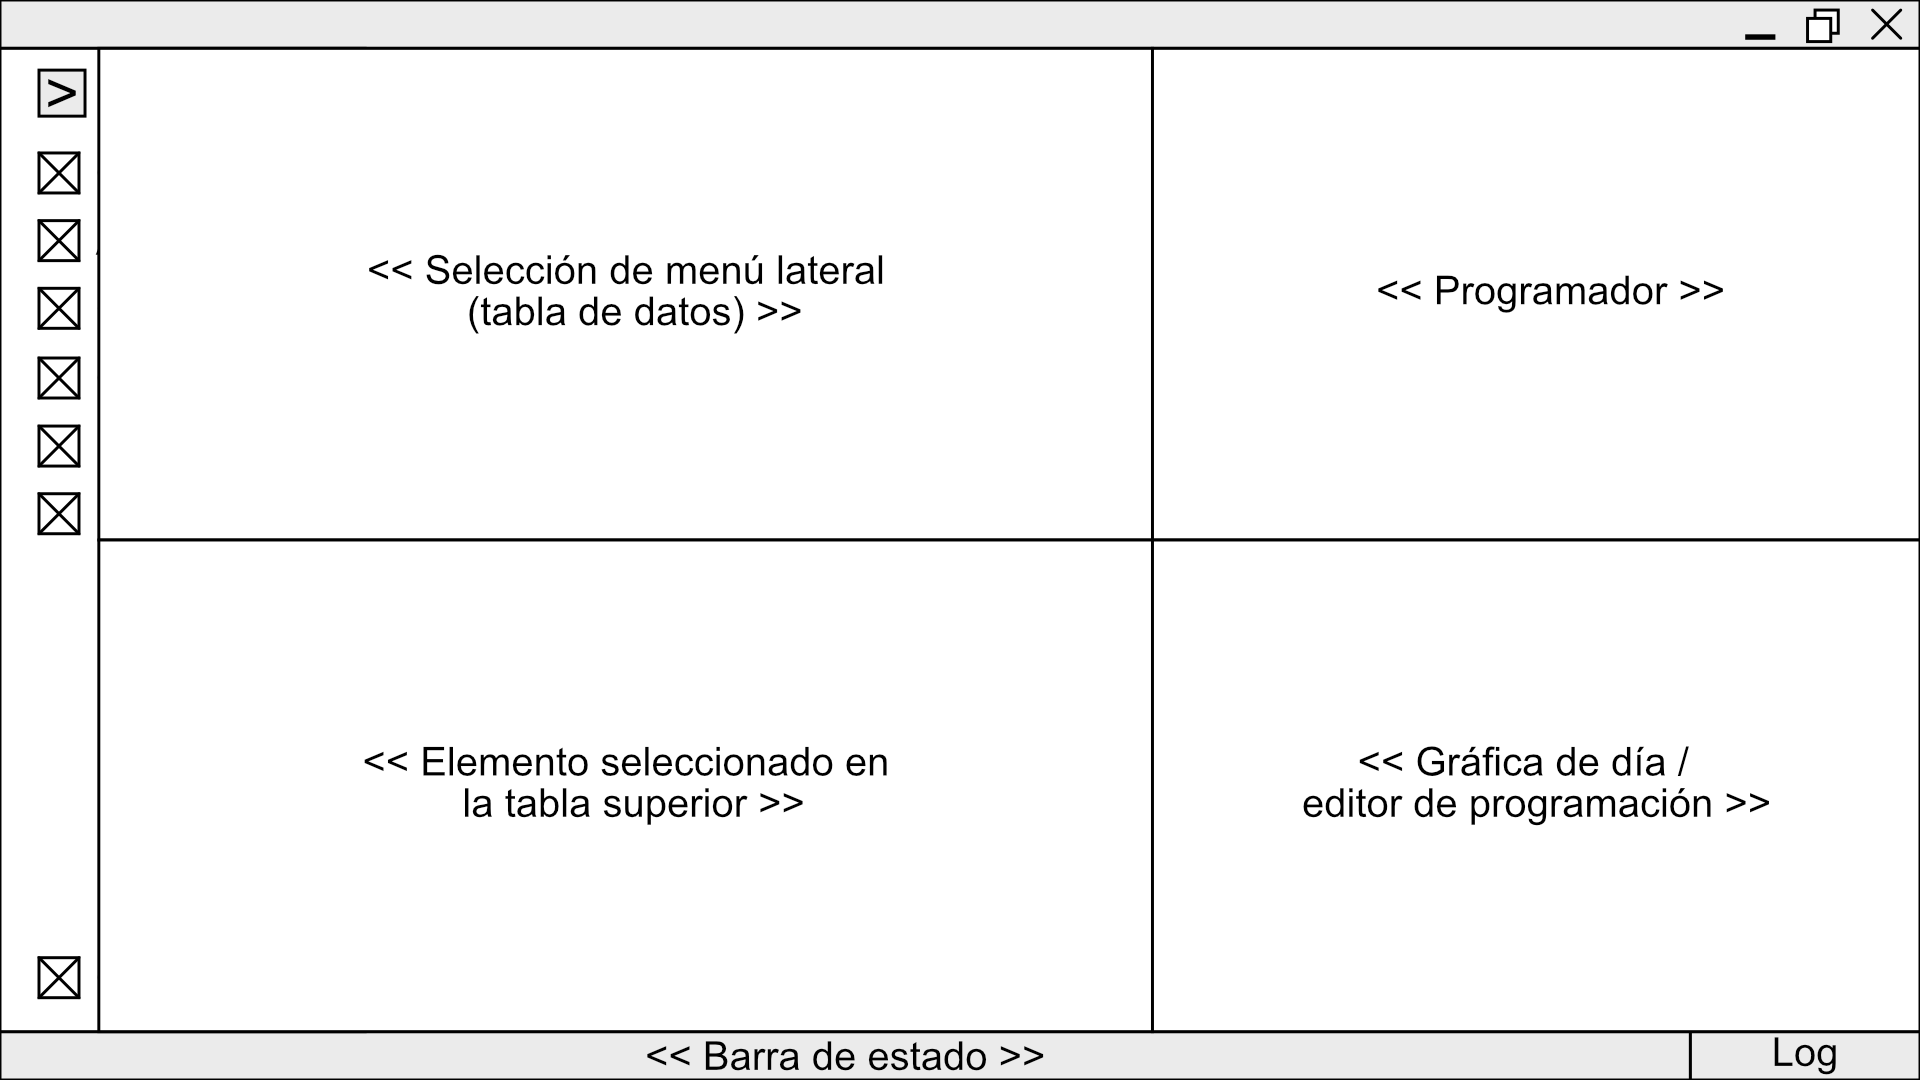 >
<< Selección de menú lateral
(tabla de datos) >>
<< Programador >>
<< Elemento seleccionado en
la tabla superior >>
<< Gráfica de día /
editor de programación >>
<< Barra de estado >>
Log